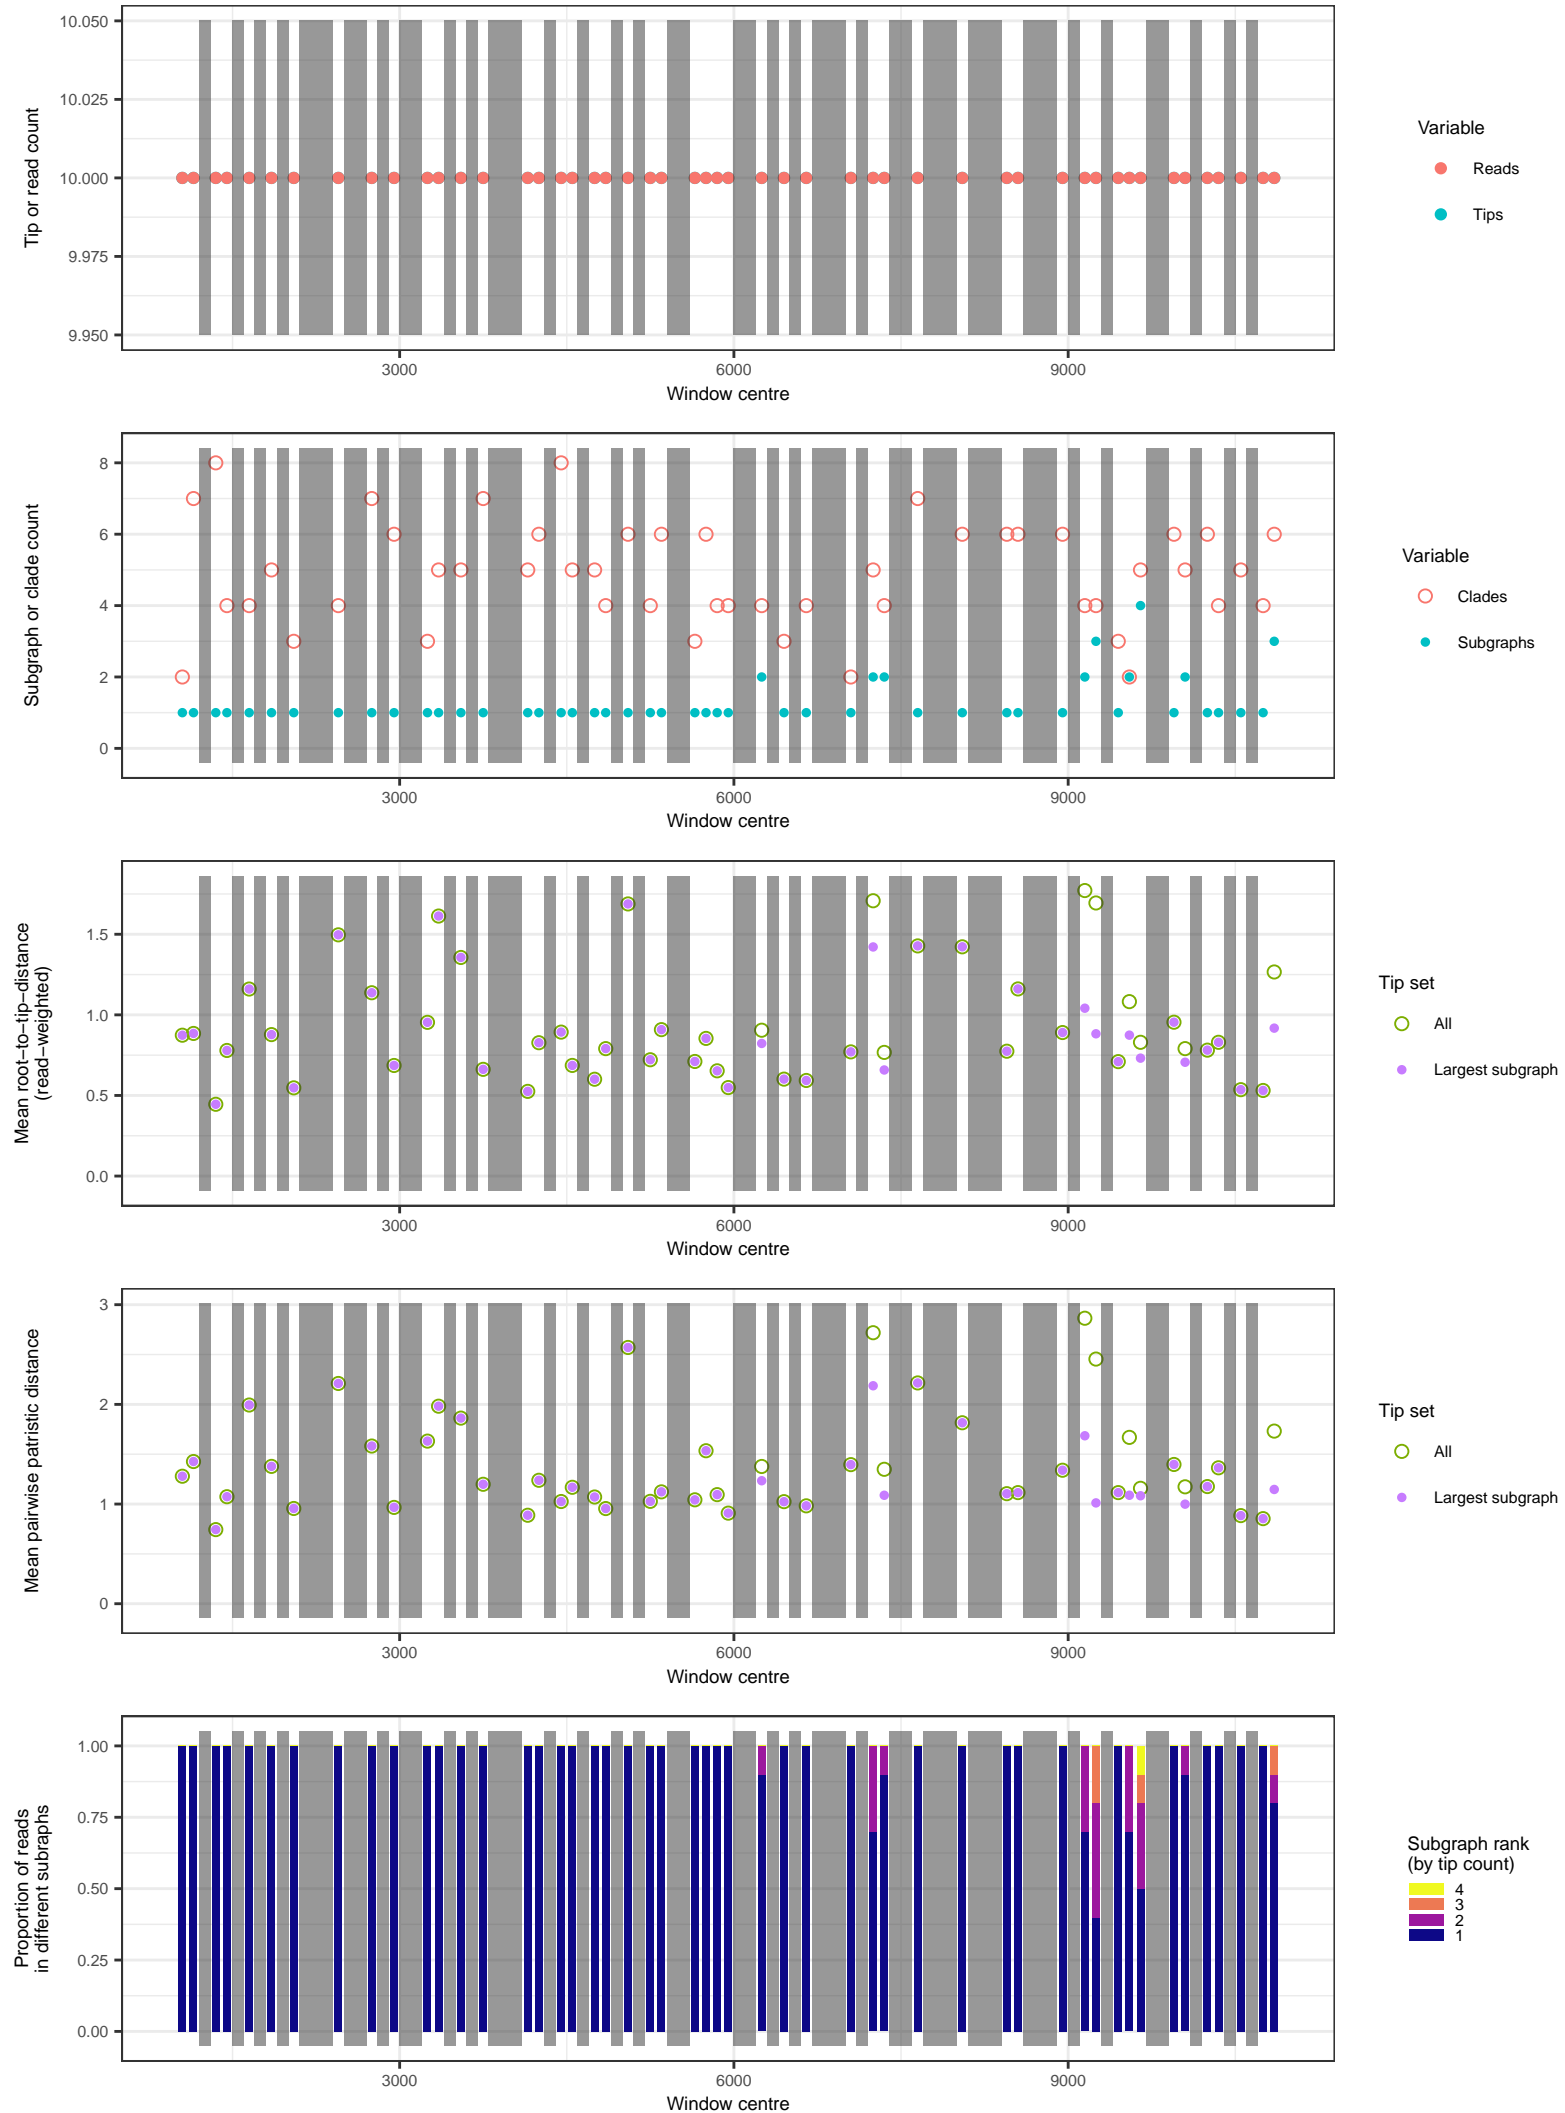 10.050
10.025
10.000
9.975
9.950
Tip or read count
3000 6000 9000
Window centre
Variable
Reads
Tips
8
6
4
2
0
Subgraph or clade count
3000 6000 9000
Window centre
Variable
Clades
Subgraphs
1.5
1.0
0.5
0.0
Mean root−to−tip−distance
(read−weighted)
3000 6000 9000
Window centre
Tip set
All
Largest subgraph
3
2
1
0
Mean pairwise patristic distance
3000 6000 9000
Window centre
Tip set
All
Largest subgraph
1.00
0.75
0.50
0.25
0.00
Proportion of reads
in different subraphs
3000 6000 9000
Window centre
Subgraph rank
(by tip count)
4
3
2
1